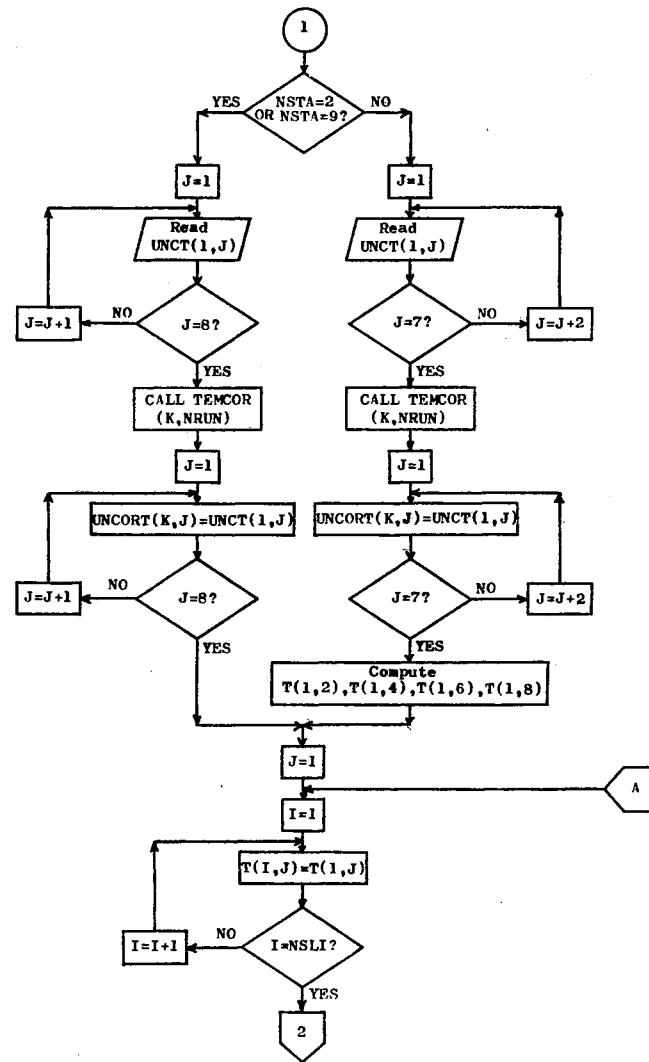 1
NSTA=2
OR NSTA=9?
YES
NO
J=1
J=1
Read
UNCT(1,J)
Read
UNCT(1,J)
J=J+1
NO
J=8?
J=7?
NO
J=J+2
YES
YES
CALL TEMCOR
(K,NRUN)
CALL TEMCOR
(K,NRUN)
J=1
J=1
UNCORT(K,J)=UNCT(1,J)
UNCORT(K,J)=UNCT(1,J)
J=J+1
NO
J=8?
J=7?
NO
J=J+2
YES
YES
Compute
T(1,2),T(1,4),T(1,6),T(1,8)
J=1
A
I=1
T(I,J)=T(1,J)
I=I+1
NO
I=NSLI?
YES
2